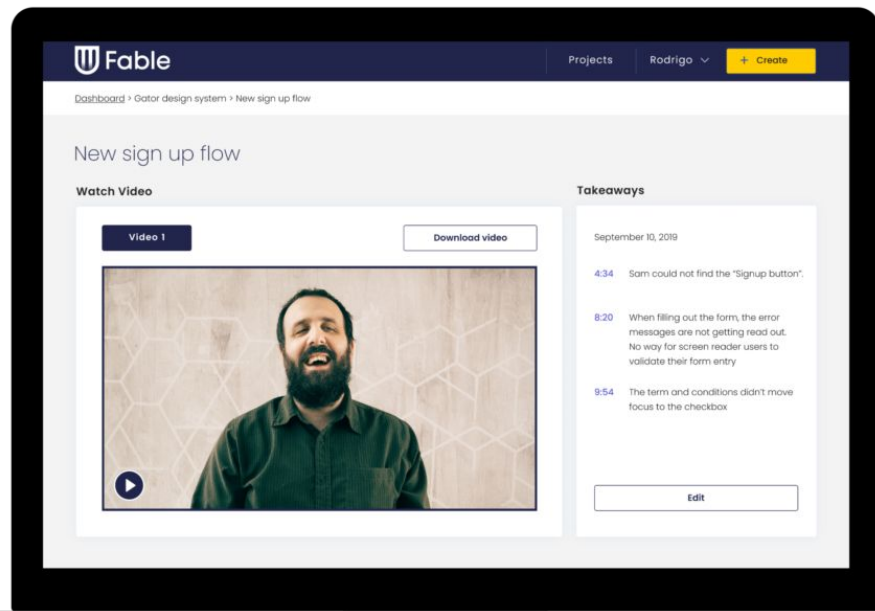 Fable
Projects
Rodrigo
+ Create
Dashboard > Gator design system > New sign up flow
New sign up flow
Watch Video
Takeaways
Video 1
Download video
September 10, 2019
4:34 Sam could not find the “Signup button”.
8:20 When filling out the form, the error
messages are not getting read out.
No way for screen reader users to
validate their form entry
9:54 The term and conditions didn’t move
focus to the checkbox
Edit